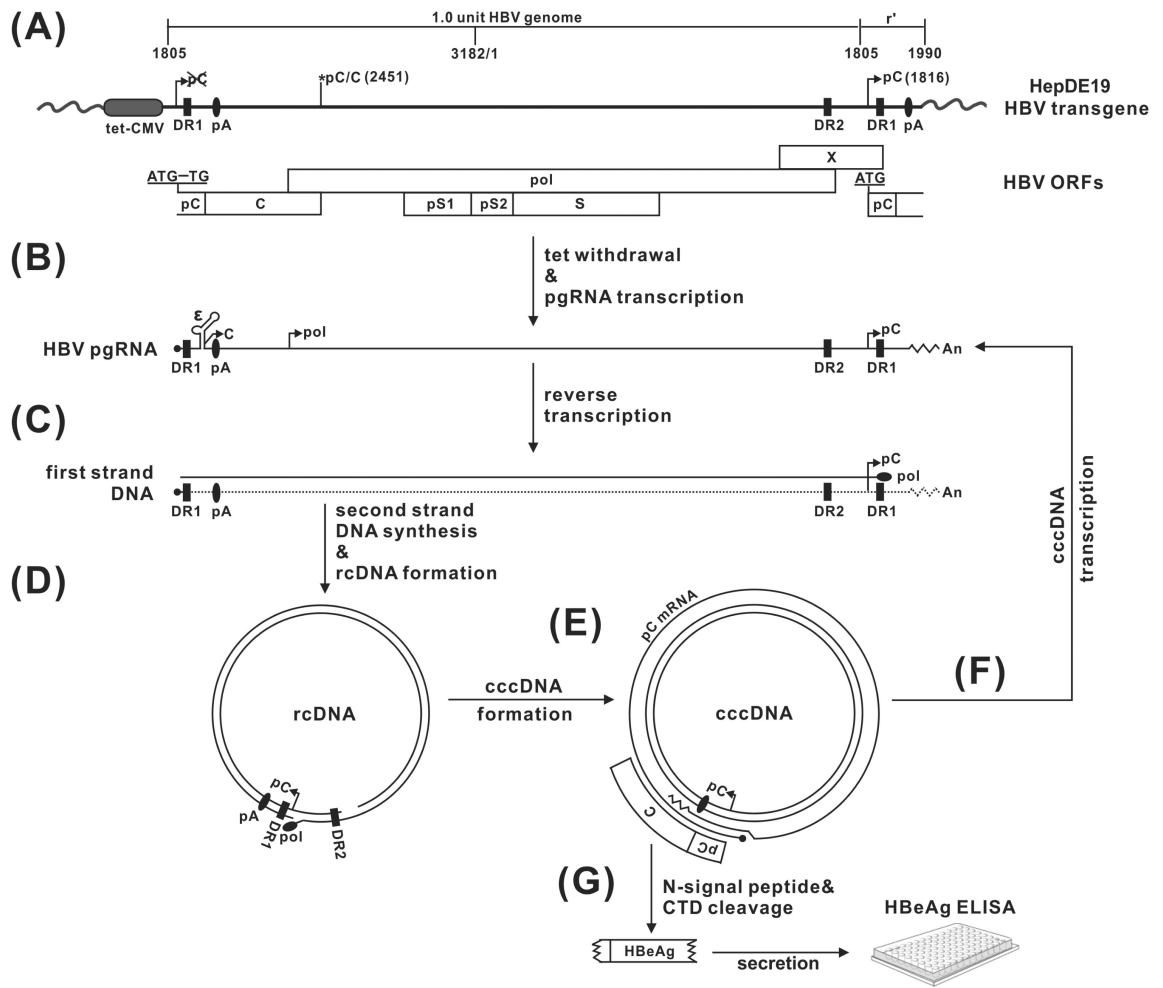 (A)
1.0 unit HBV genome
r'
1805
3182/1
1805
1990
pC
*pC/C (2451)
pC (1816)
HepDE19
HBV transgene
tet-CMV
DR1
pA
DR2
DR1
pA
X
ATG–TG
pol
ATG
HBV ORFs
pC
C
pS1
pS2
S
pC
(B)
tet withdrawal
&
pgRNA transcription
ε
C
pol
pC
HBV pgRNA
An
DR1
pA
DR2
DR1
(C)
reverse
transcription
first strand
DNA
pC
pol
An
DR1
pA
DR2
DR1
cccDNA
transcription
second strand
DNA synthesis
&
rcDNA formation
(D)
rcDNA
pC
pA
DR1
pol
DR2
(E)
cccDNA
formation
pC mRNA
cccDNA
pC
C
pC
(F)
(G)
N-signal peptide&
CTD cleavage
HBeAg
secretion
HBeAg ELISA